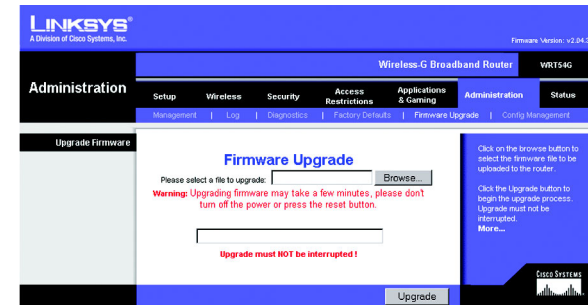 LINKSYS®
A Division of Cisco Systems, Inc.
Firmware Version: v2.04.3
Wireless-G Broadband Router WRT54G
Administration
Setup Wireless Security Access Restrictions Applications & Gaming Administration Status
Management | Log | Diagnostics | Factory Defaults | Firmware Upgrade | Config Management
Upgrade Firmware
Firmware Upgrade
Please select a file to upgrade: Browse...
Warning: Upgrading firmware may take a few minutes, please don't
turn off the power or press the reset button.
Upgrade must NOT be interrupted !
Upgrade
Click on the browse button to
select the firmware file to be
uploaded to the router.
Click the Upgrade button to
begin the upgrade process.
Upgrade must not be
interrupted.
More...
CISCO SYSTEMS